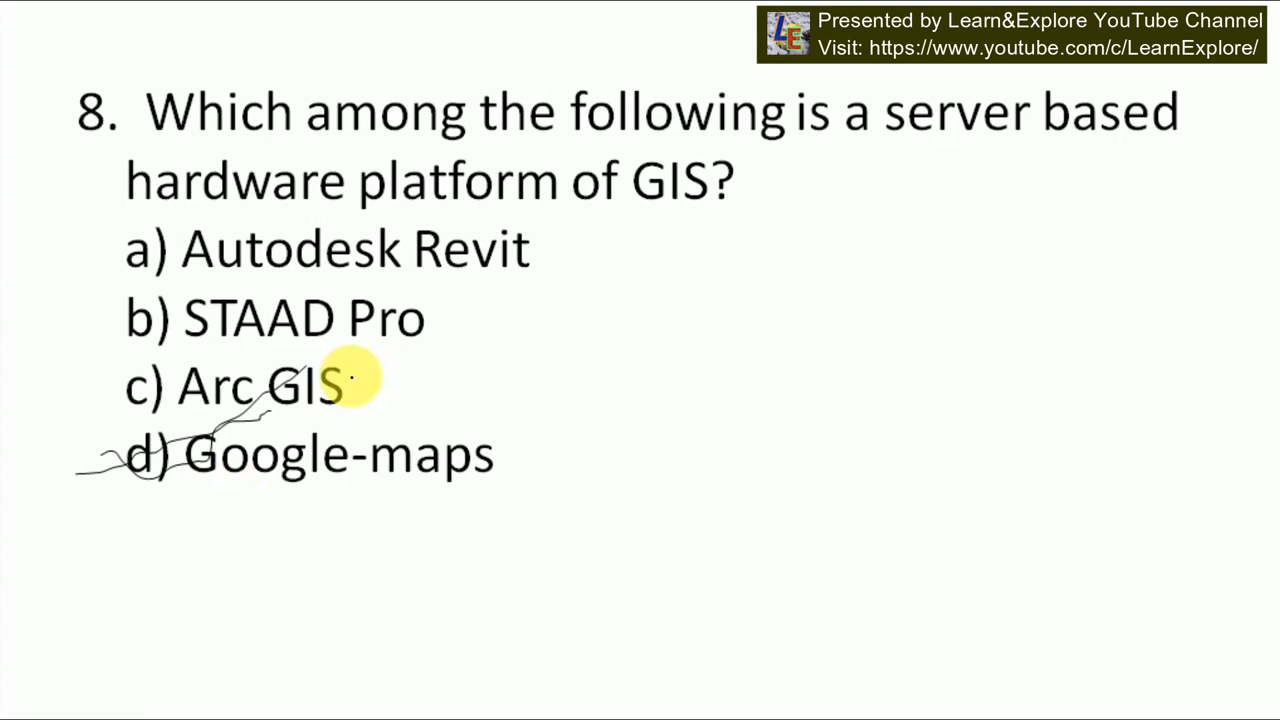 Presented by Learn&Explore YouTube Channel
Visit: https://www.youtube.com/c/LearnExplore/
8. Which among the following is a server based
hardware platform of GIS?
a) Autodesk Revit
b) STAAD Pro
c) Arc GIS
d) Google-maps